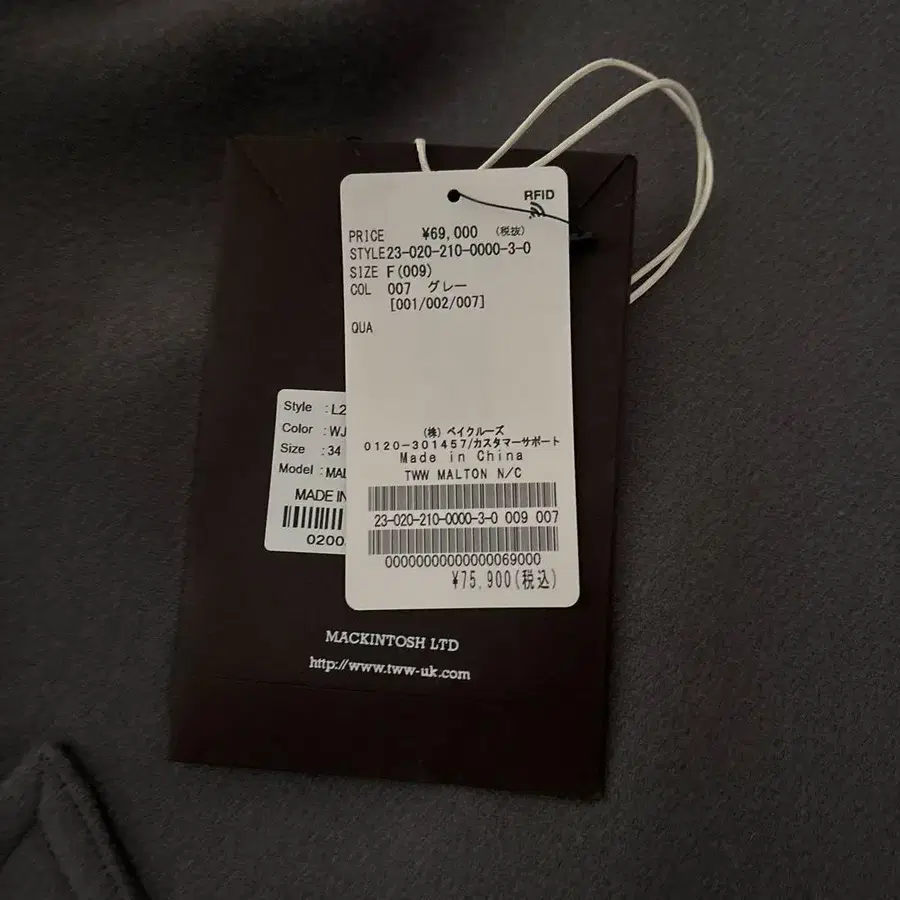 RFID
PRICE ¥69,000 (税抜)
STYLE23-020-210-0000-3-0
SIZE F(009)
COL 007 グレー
[001/002/007]
QUA
(株) ベイクルーズ
0120-301457/カスタマーサポート
Made in China
TWW MALTON N/C
23-020-210-0000-3-0 009 007
00000000000000069000
¥75,900(税込)
Style : L2
Color : WJ
Size : 34
Model : MAL
MADE IN
0200
MACKINTOSH LTD
http://www.tww-uk.com